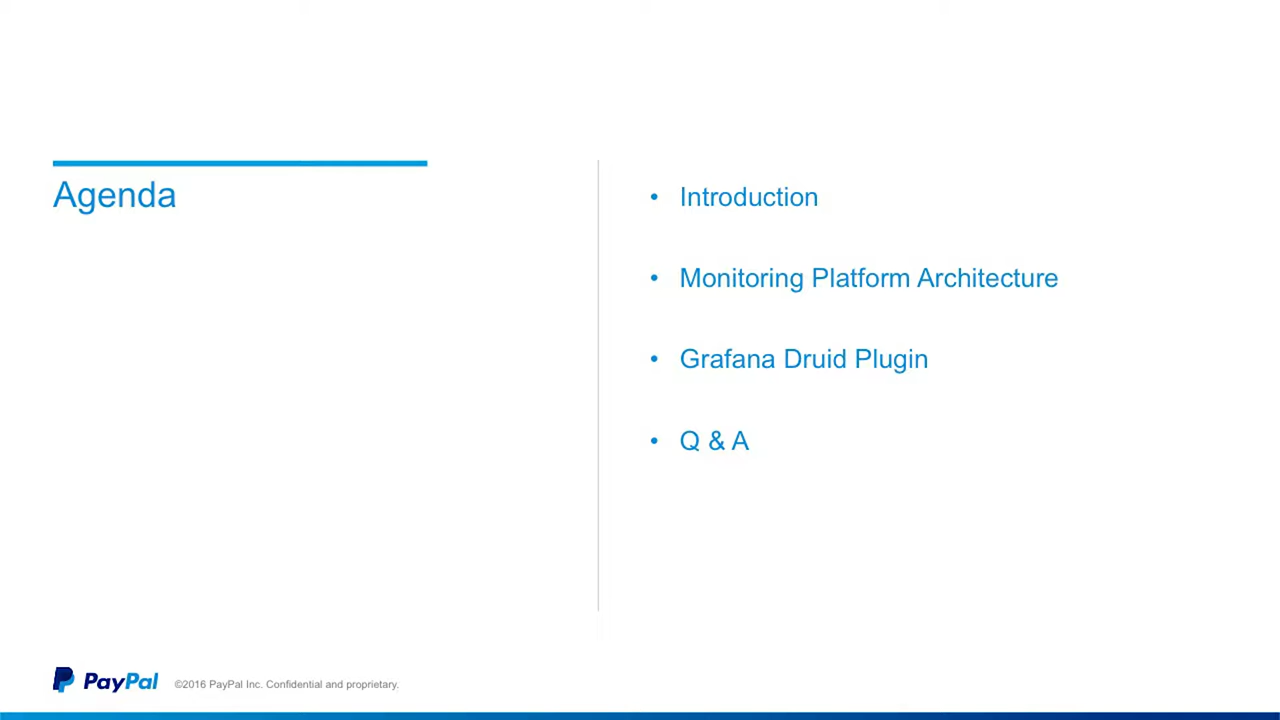 Agenda
• Introduction
• Monitoring Platform Architecture
• Grafana Druid Plugin
• Q & A
PayPal
©2016 PayPal Inc. Confidential and proprietary.